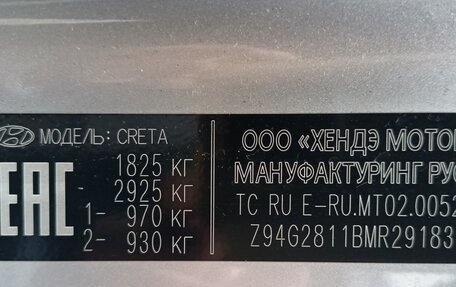 МОДЕЛЬ: CRETA
EAC
1825 КГ
- 2925 КГ
1- 970 КГ
2- 930 КГ
ООО «ХЕНДЭ МОТОР
МАНУФАКТУРИНГ РУС
ТС RU E-RU.MT02.0052
Z94G2811BMR29183